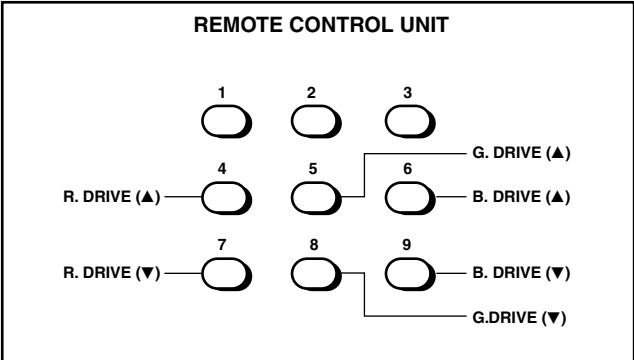 REMOTE CONTROL UNIT
1 2 3
G. DRIVE (▲)
4 5 6
R. DRIVE (▲) B. DRIVE (▲)
7 8 9
R. DRIVE (▼) B. DRIVE (▼)
G.DRIVE (▼)